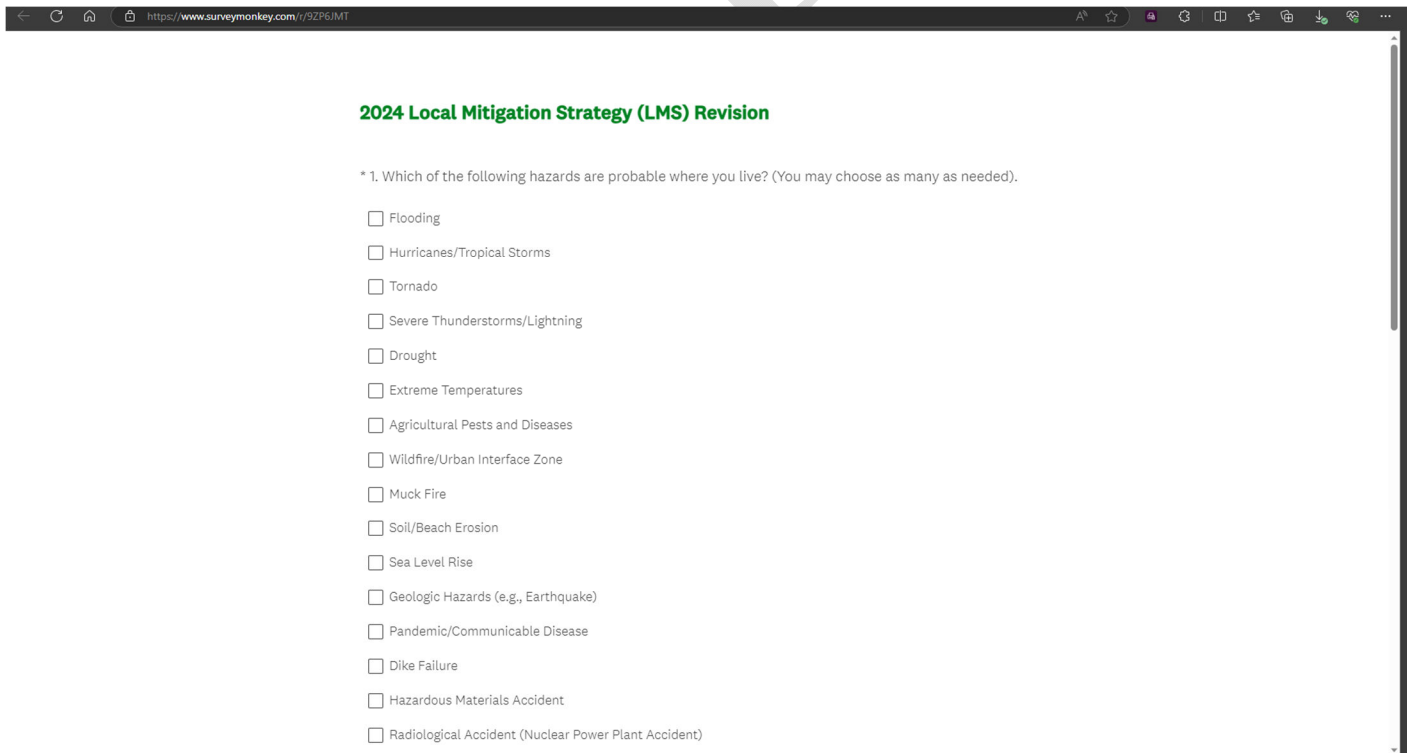 https://www.surveymonkey.com/r/9ZP6JMT
2024 Local Mitigation Strategy (LMS) Revision
* 1. Which of the following hazards are probable where you live? (You may choose as many as needed).
Flooding
Hurricanes/Tropical Storms
Tornado
Severe Thunderstorms/Lightning
Drought
Extreme Temperatures
Agricultural Pests and Diseases
Wildfire/Urban Interface Zone
Muck Fire
Soil/Beach Erosion
Sea Level Rise
Geologic Hazards (e.g., Earthquake)
Pandemic/Communicable Disease
Dike Failure
Hazardous Materials Accident
Radiological Accident (Nuclear Power Plant Accident)